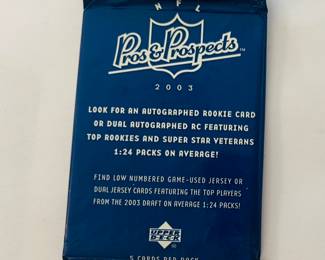 NFL
Pros & Prospects™
2003
LOOK FOR AN AUTOGRAPHED ROOKIE CARD
OR DUAL AUTOGRAPHED RC FEATURING
TOP ROOKIES AND SUPER STAR VETERANS
1:24 PACKS ON AVERAGE!
FIND LOW NUMBERED GAME-USED JERSEY OR
DUAL JERSEY CARDS FEATURING THE TOP PLAYERS
FROM THE 2003 DRAFT ON AVERAGE 1:24 PACKS!
UPPER
DECK
5 CARDS PER PACK